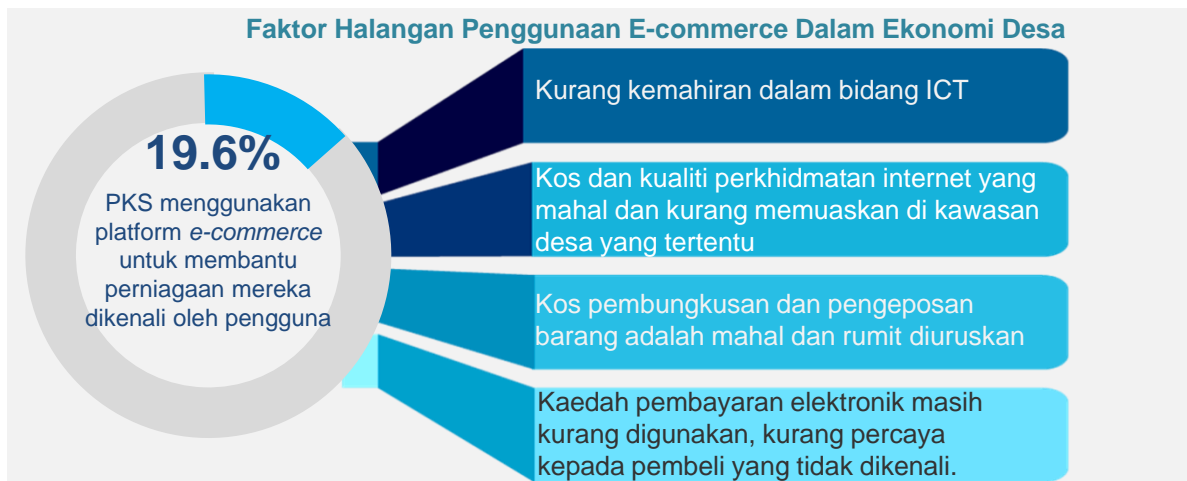 Faktor Halangan Penggunaan E-commerce Dalam Ekonomi Desa
19.6%
PKS menggunakan
platform e-commerce
untuk membantu
perniagaan mereka
dikenali oleh pengguna
Kurang kemahiran dalam bidang ICT
Kos dan kualiti perkhidmatan internet yang
mahal dan kurang memuaskan di kawasan
desa yang tertentu
Kos pembungkusan dan pengeposan
barang adalah mahal dan rumit diuruskan
Kaedah pembayaran elektronik masih
kurang digunakan, kurang percaya
kepada pembeli yang tidak dikenali.